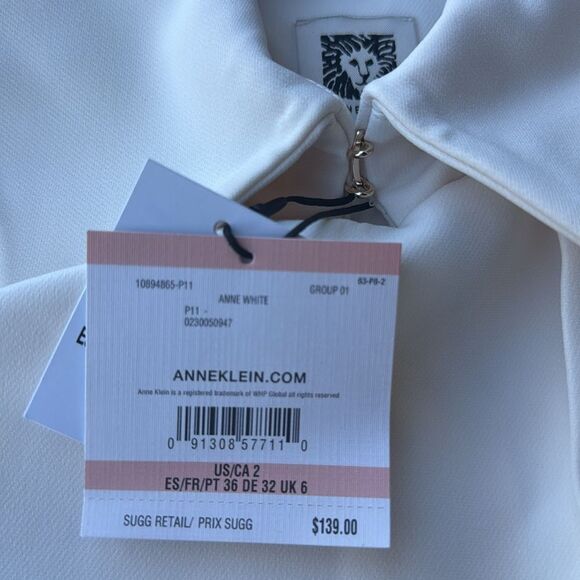 10894865-P11
ANNE WHITE
GROUP 01
63-P8-2
P11 -
0230050947
ANNEKLEIN.COM
Anne Klein is a registered trademark of WHP Global all rights reserved
0 91308 57711 0
US/CA 2
ES/FR/PT 36 DE 32 UK 6
SUGG RETAIL/ PRIX SUGG
$139.00